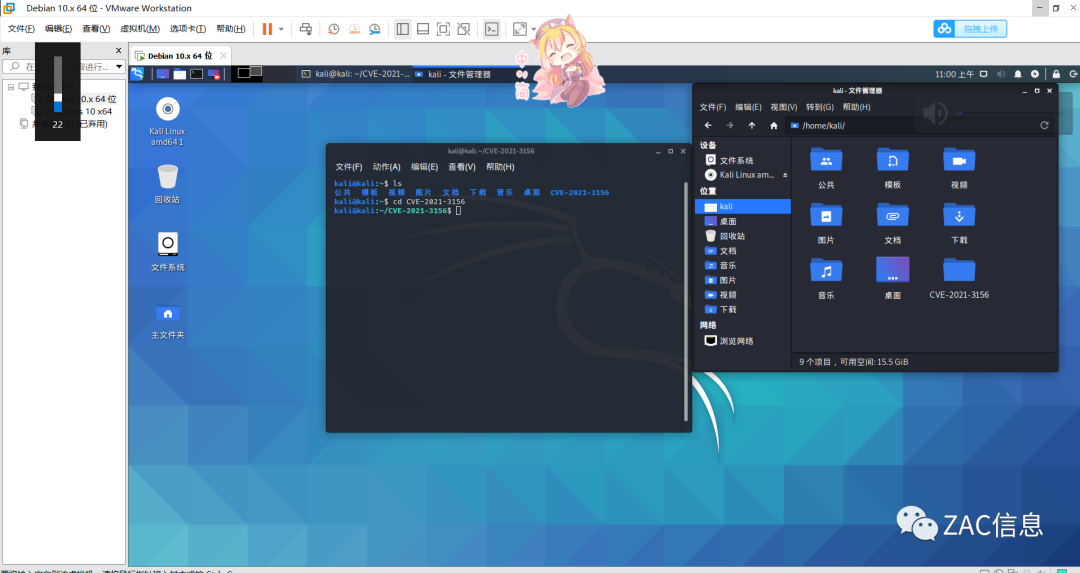 Debian 10.x 64 位 - VMware Workstation
文件(F) 编辑(E) 查看(V) 虚拟机(M) 选项卡(T) 帮助(H)
拖拽上传
库
Debian 10.x 64 位
10.x 64 位
10 x64
已弃用)
22
中 简
kali@kali: ~/CVE-2021-...
kali - 文件管理器
11:00 上午
Kali Linux
amd64 1
回收站
文件系统
主文件夹
kali@kali: ~/CVE-2021-3156
文件(F) 动作(A) 编辑(E) 查看(V) 帮助(H)
kali@kali:~$ ls
公共 模板 视频 图片 文档 下载 音乐 桌面 CVE-2021-3156
kali@kali:~$ cd CVE-2021-3156
kali@kali:~/CVE-2021-3156$
kali - 文件管理器
文件(F) 编辑(E) 视图(V) 转到(G) 帮助(H)
/home/kali/
设备
文件系统
Kali Linux am...
位置
kali
桌面
回收站
文档
音乐
图片
视频
下载
网络
浏览网络
公共 模板 视频
图片 文档 下载
音乐 桌面 CVE-2021-3156
9 个项目，可用空间: 15.5 GiB
ZAC信息